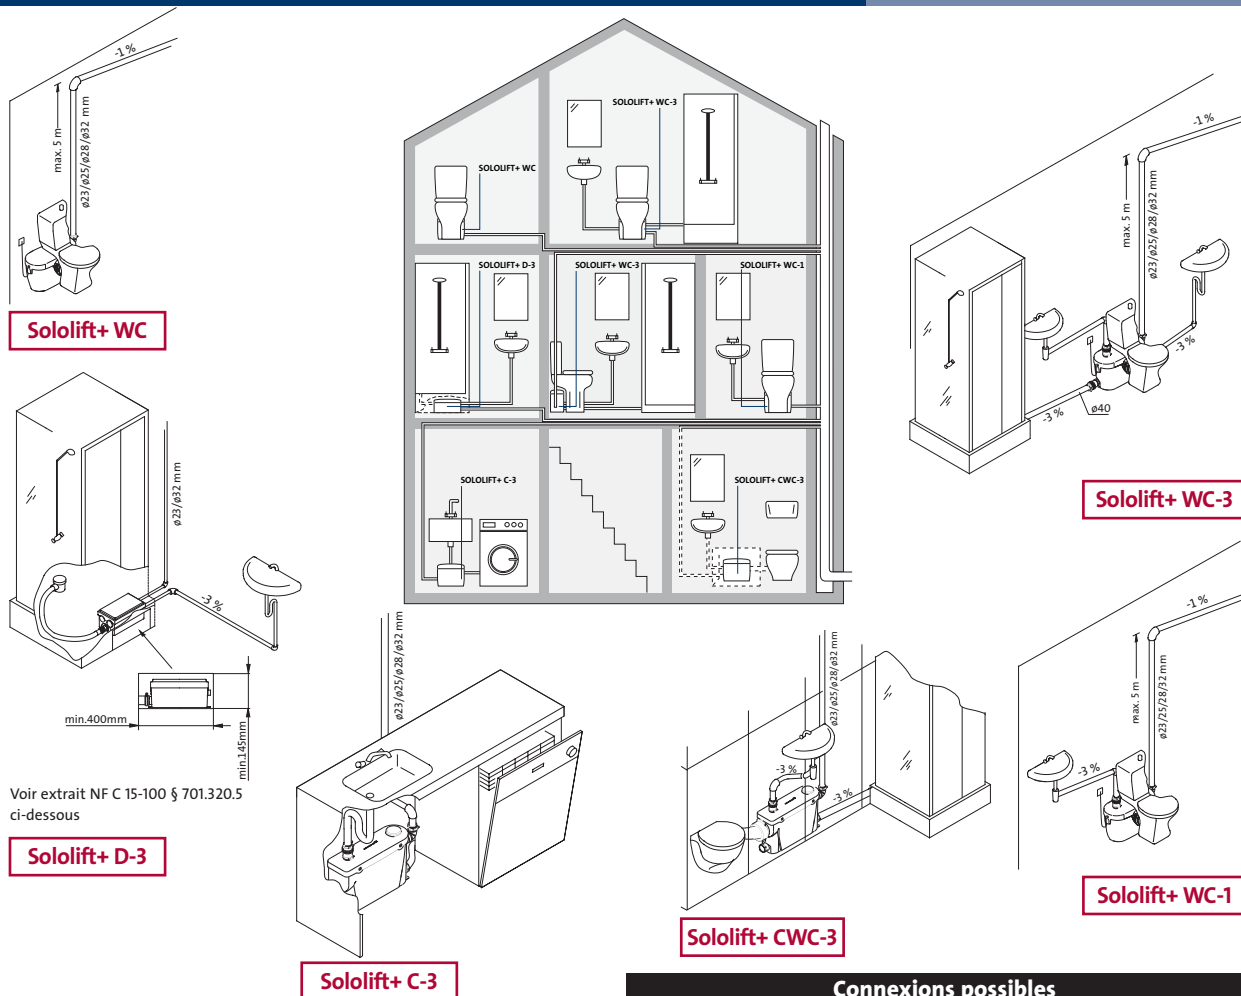 -1 %
max. 5 m
ø23/ø25/ø28/ø32 mm
Sololift+ WC
SOLOLIFT+ WC
SOLOLIFT+ WC-3
SOLOLIFT+ D-3
SOLOLIFT+ WC-3
SOLOLIFT+ WC-1
SOLOLIFT+ C-3
SOLOLIFT+ CWC-3
-1 %
max. 5 m
ø23/ø25/ø28/ø32 mm
-3 %
-3 %
ø40
Sololift+ WC-3
ø23/ø32 mm
-3 %
min.400mm
min.145mm
Voir extrait NF C 15-100 § 701.320.5
ci-dessous
Sololift+ D-3
ø23/ø25/ø28/ø32 mm
Sololift+ C-3
ø23/ø25/ø28/ø32 mm
-3 %
-3 %
Sololift+ CWC-3
-1 %
max. 5 m
ø23/25/28/32 mm
-3 %
Sololift+ WC-1
Connexions possibles